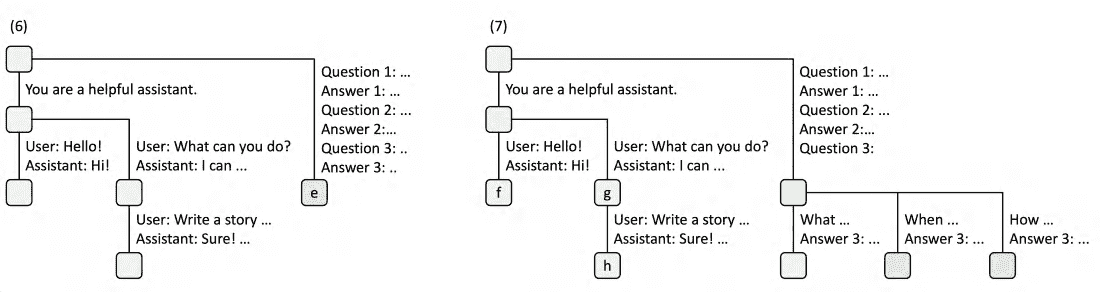 (6)
You are a helpful assistant.
User: Hello!
Assistant: Hi!
User: What can you do?
Assistant: I can ...
User: Write a story ...
Assistant: Sure! ...
Question 1: ...
Answer 1: ...
Question 2: ...
Answer 2:...
Question 3: ..
Answer 3: ..
e
(7)
You are a helpful assistant.
User: Hello!
Assistant: Hi!
f
User: What can you do?
Assistant: I can ...
g
User: Write a story ...
Assistant: Sure! ...
h
Question 1: ...
Answer 1: ...
Question 2: ...
Answer 2:...
Question 3:
What ...
Answer 3: ...
When ...
Answer 3: ...
How ...
Answer 3: ...